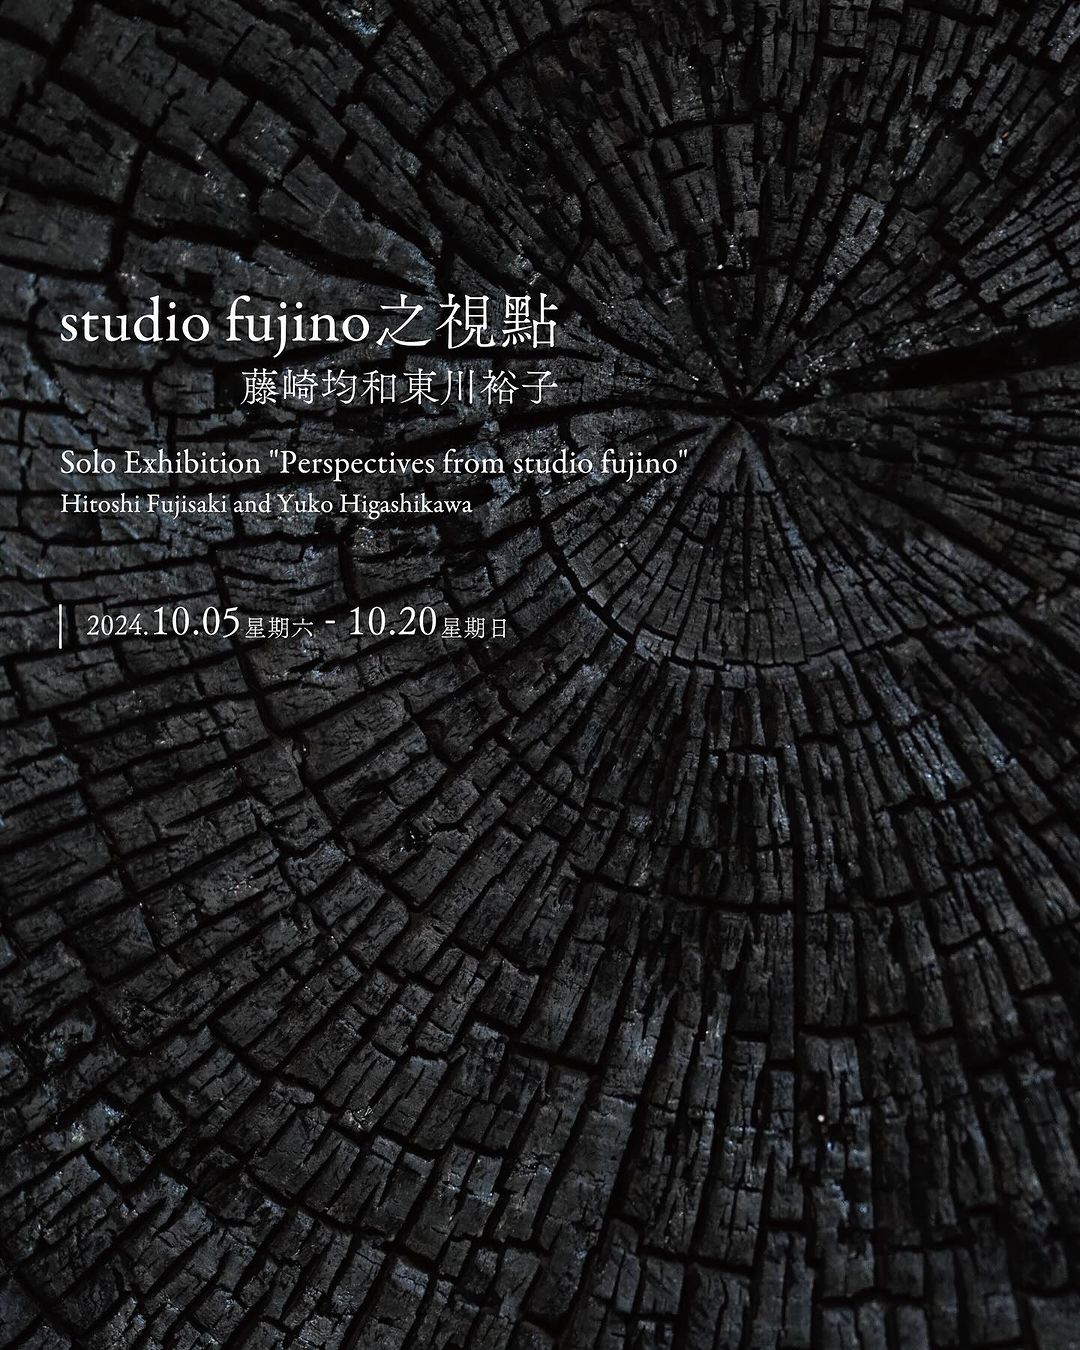 studio fujino之視點
藤崎均和東川裕子
Solo Exhibition "Perspectives from studio fujino"
Hitoshi Fujisaki and Yuko Higashikawa
2024.10.05星期六 - 10.20星期日